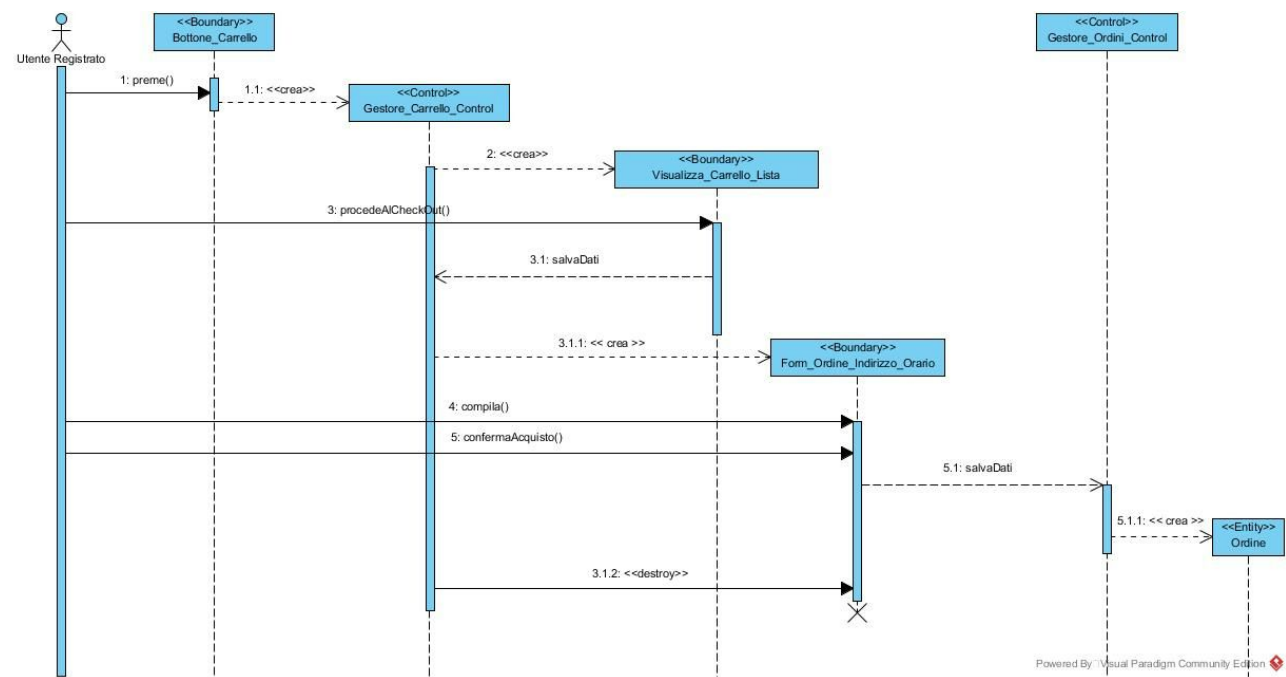 <<Boundary>>
Bottone_Carrello
<<Control>>
Gestore_Ordini_Control
Utente Registrato
1: preme()
1.1: <<crea>>
<<Control>>
Gestore_Carrello_Control
2: <<crea>>
<<Boundary>>
Visualizza_Carrello_Lista
3: procedeAlCheckOut()
3.1: salvaDati
3.1.1: << crea >>
<<Boundary>>
Form_Ordine_Indirizzo_Orario
4: compila()
5: confermaAcquisto()
5.1: salvaDati
5.1.1: << crea >>
<<Entity>>
Ordine
3.1.2: <<destroy>>
Powered By Visual Paradigm Community Edition